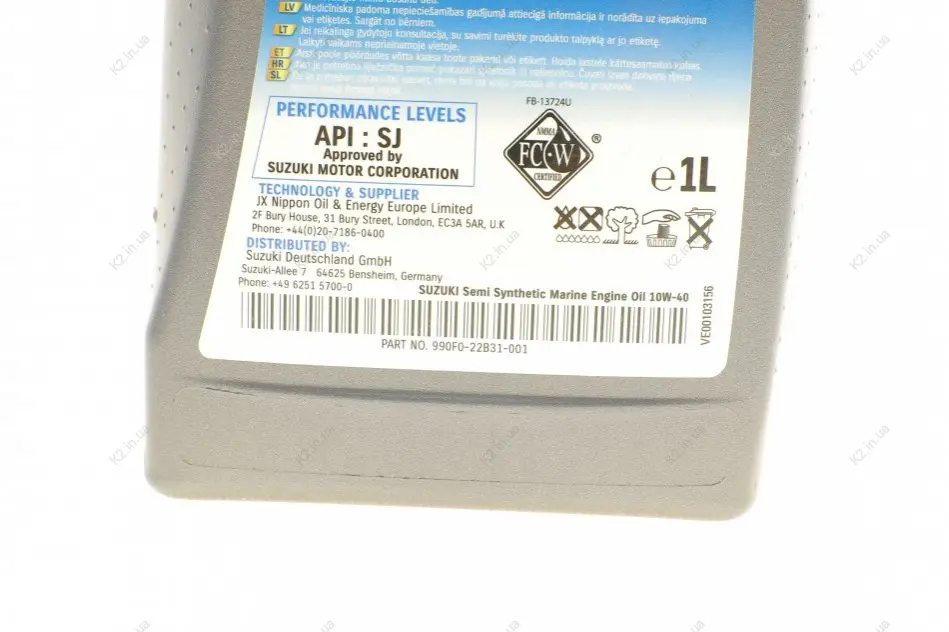 LV Medicīniska padoma nepieciešamības gadījumā attiecīgā informācija ir norādīta uz iepakojuma
vai etiķetes. Sargāt no bērniem.
LT Jei reikalinga gydytojo konsultacija, su savimi turėkite produkto talpyklą ar jo etiketę.
Laikyti vaikams neprieinamoje vietoje.
ET
HR
SL
PERFORMANCE LEVELS
API : SJ
Approved by
SUZUKI MOTOR CORPORATION
FB-13724U
NMMA
FC-W
CERTIFIED
®
℮ 1L
TECHNOLOGY & SUPPLIER
JX Nippon Oil & Energy Europe Limited
2F Bury House, 31 Bury Street, London, EC3A 5AR, U.K
Phone: +44(0)20-7186-0400
DISTRIBUTED BY:
Suzuki Deutschland GmbH
Suzuki-Allee 7 64625 Bensheim, Germany
Phone: +49 6251 5700-0
SUZUKI Semi Synthetic Marine Engine Oil 10W-40
PART NO. 990F0-22B31-001
VE00103156
K2.in.ua